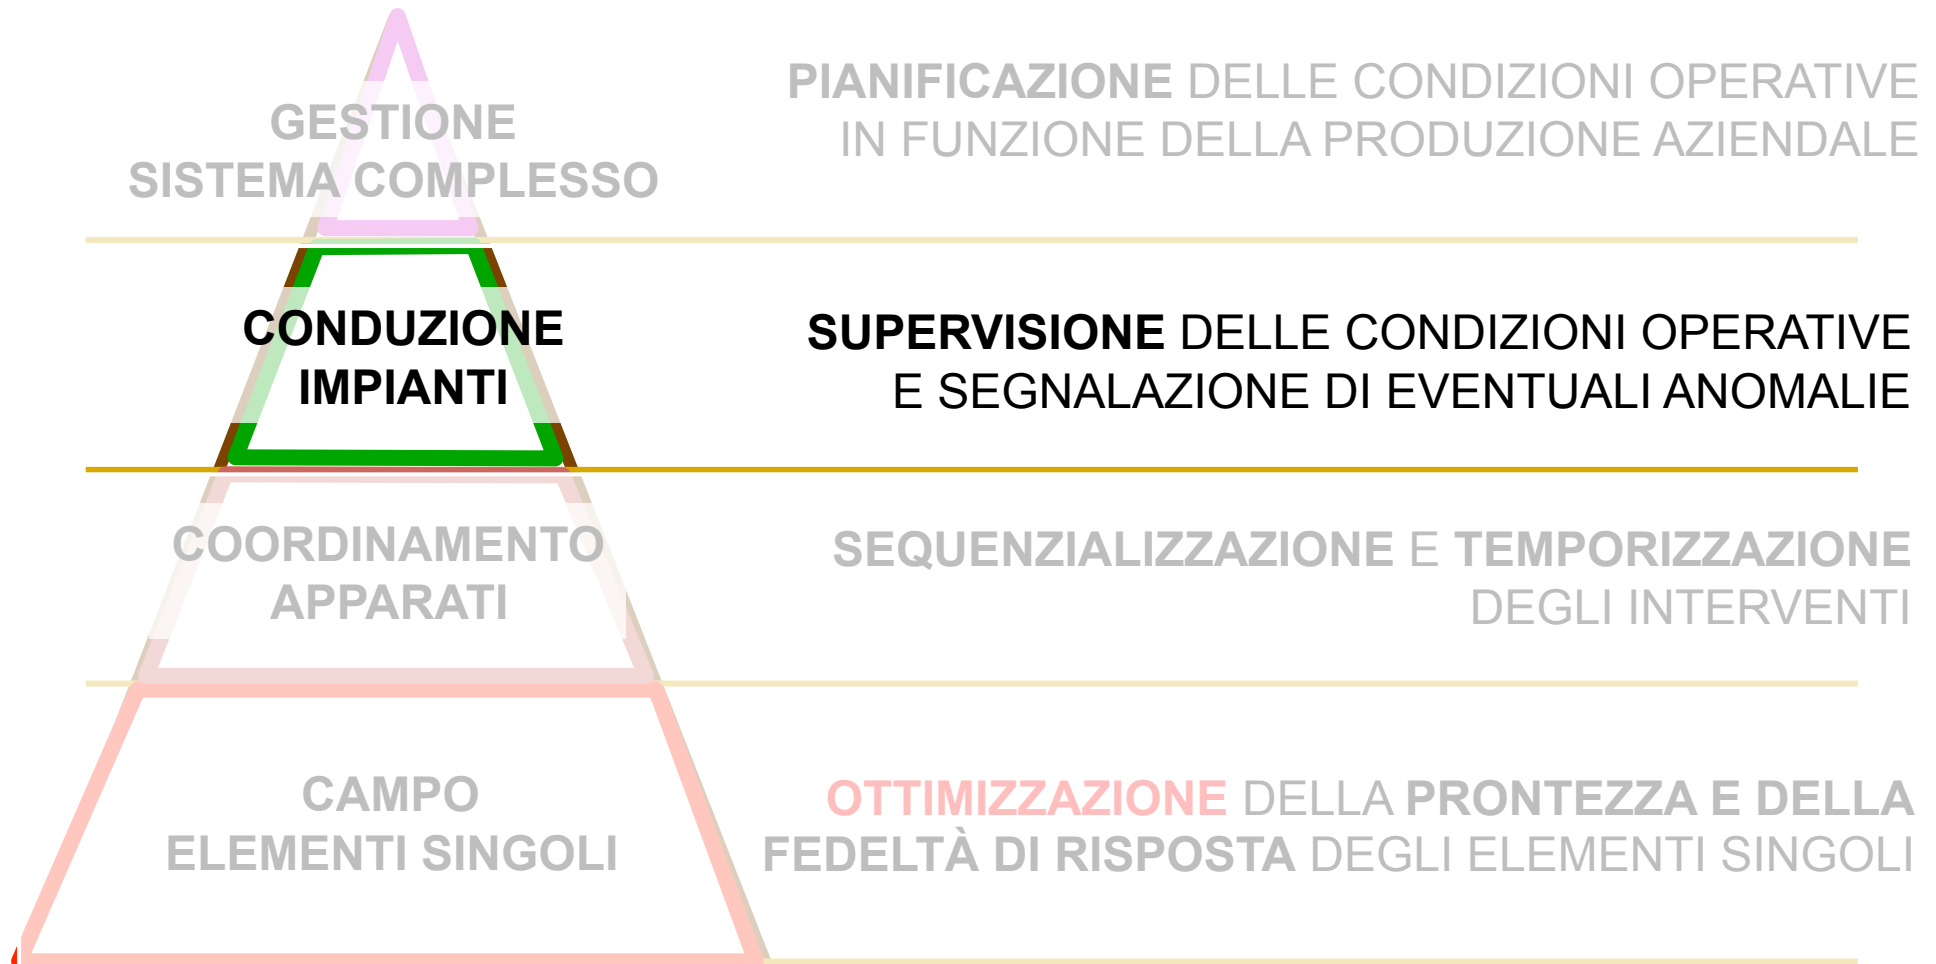 GESTIONE
SISTEMA COMPLESSO
PIANIFICAZIONE DELLE CONDIZIONI OPERATIVE
IN FUNZIONE DELLA PRODUZIONE AZIENDALE
CONDUZIONE
IMPIANTI
SUPERVISIONE DELLE CONDIZIONI OPERATIVE
E SEGNALAZIONE DI EVENTUALI ANOMALIE
COORDINAMENTO
APPARATI
SEQUENZIALIZZAZIONE E TEMPORIZZAZIONE
DEGLI INTERVENTI
CAMPO
ELEMENTI SINGOLI
OTTIMIZZAZIONE DELLA PRONTEZZA E DELLA
FEDELTÀ DI RISPOSTA DEGLI ELEMENTI SINGOLI